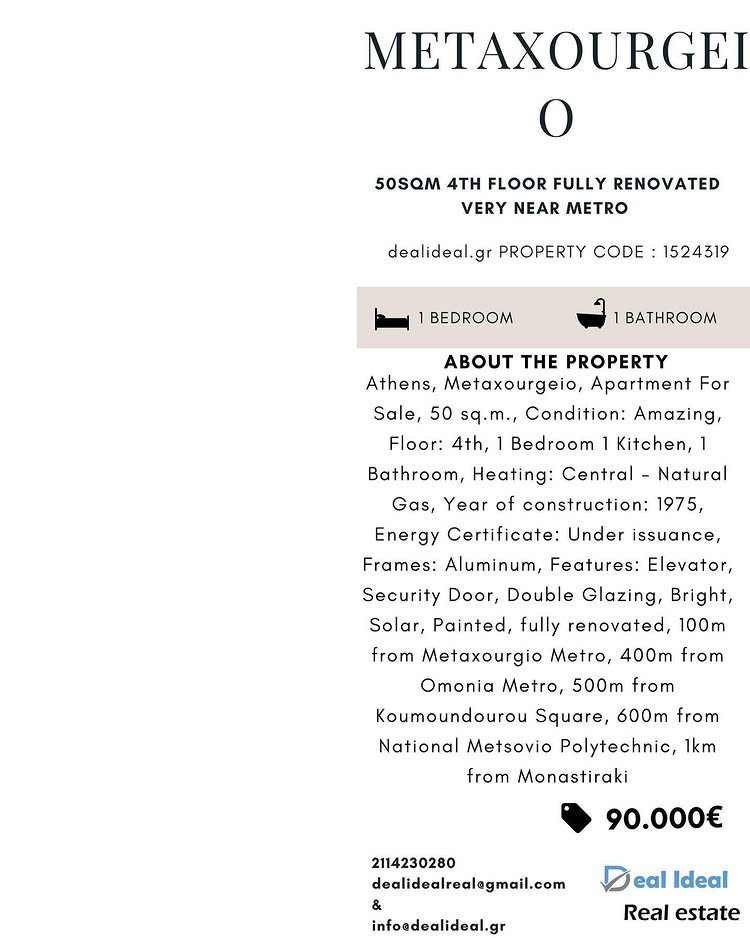 METAXOURGEI
O
50SQM 4TH FLOOR FULLY RENOVATED
VERY NEAR METRO
dealideal.gr PROPERTY CODE : 1524319
1 BEDROOM 1 BATHROOM
ABOUT THE PROPERTY
Athens, Metaxourgeio, Apartment For
Sale, 50 sq.m., Condition: Amazing,
Floor: 4th, 1 Bedroom 1 Kitchen, 1
Bathroom, Heating: Central - Natural
Gas, Year of construction: 1975,
Energy Certificate: Under issuance,
Frames: Aluminum, Features: Elevator,
Security Door, Double Glazing, Bright,
Solar, Painted, fully renovated, 100m
from Metaxourgio Metro, 400m from
Omonia Metro, 500m from
Koumoundourou Square, 600m from
National Metsovio Polytechnic, 1km
from Monastiraki
90.000€
2114230280
dealidealreal@gmail.com
&
info@dealideal.gr
Deal Ideal
Real estate